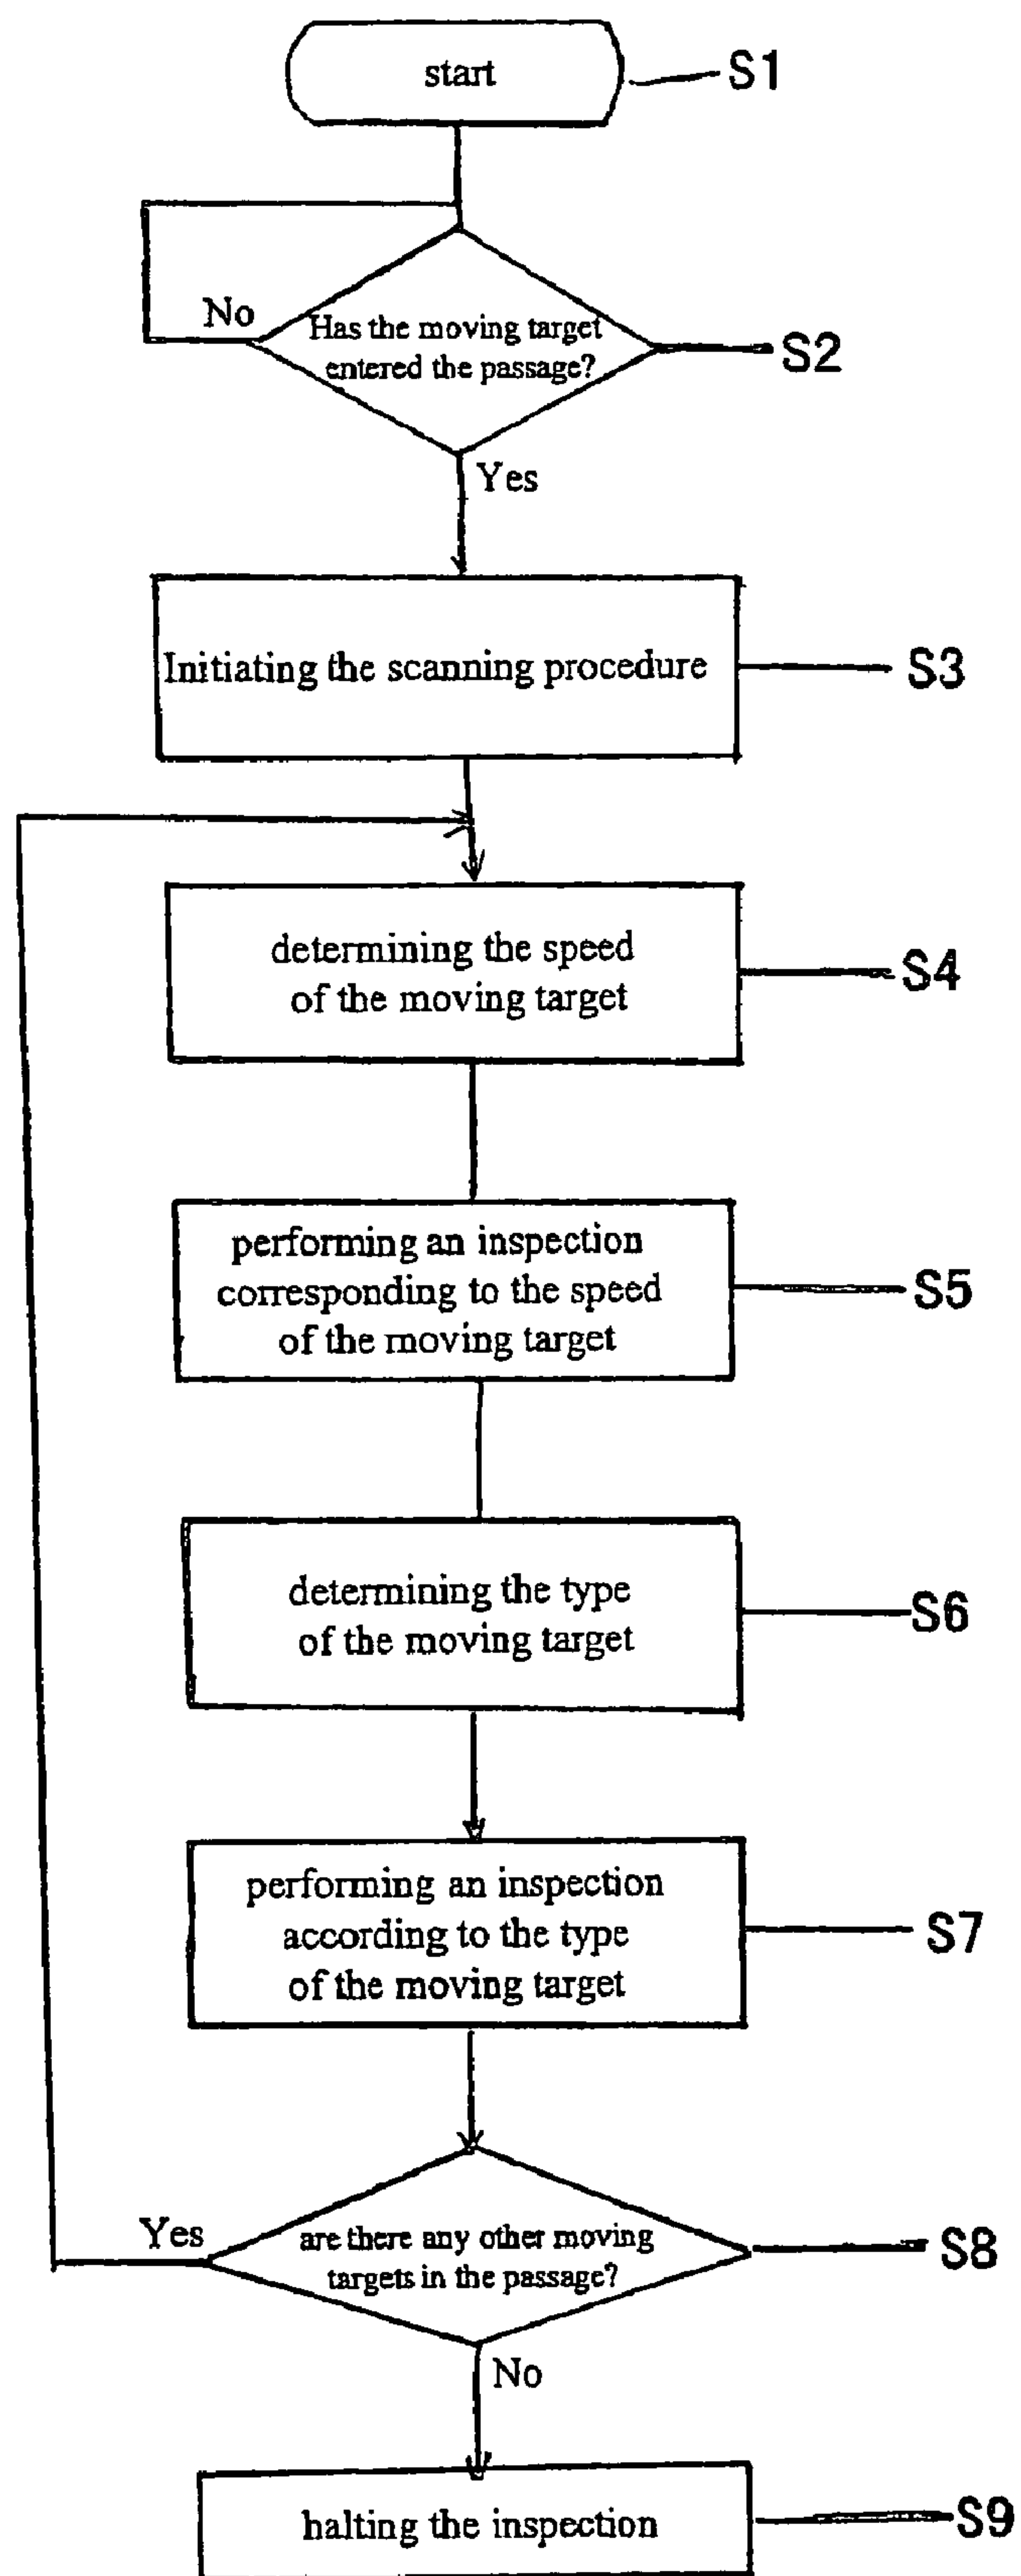 start
S1
No
Has the moving target
entered the passage?
S2
Yes
Initiating the scanning procedure
S3
determining the speed
of the moving target
S4
performing an inspection
corresponding to the speed
of the moving target
S5
determining the type
of the moving target
S6
performing an inspection
according to the type
of the moving target
S7
Yes
are there any other moving
targets in the passage?
S8
No
halting the inspection
S9